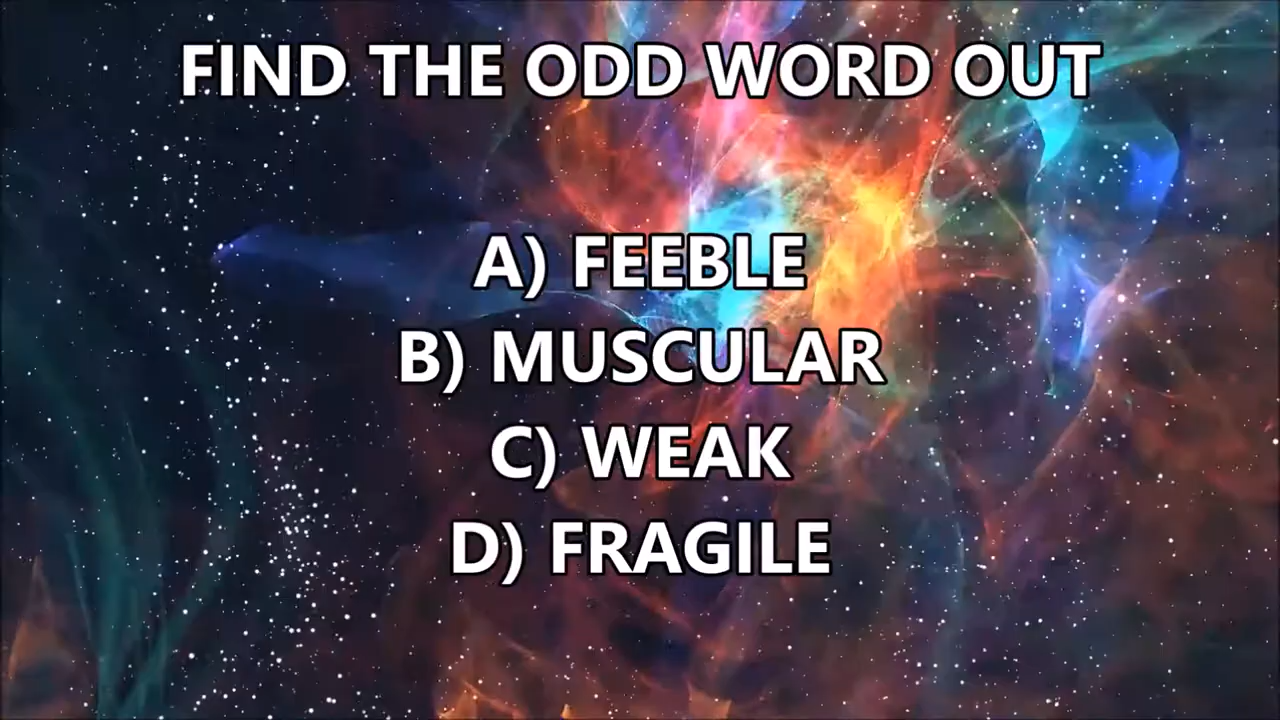 FIND THE ODD WORD OUT
A) FEEBLE
B) MUSCULAR
C) WEAK
D) FRAGILE